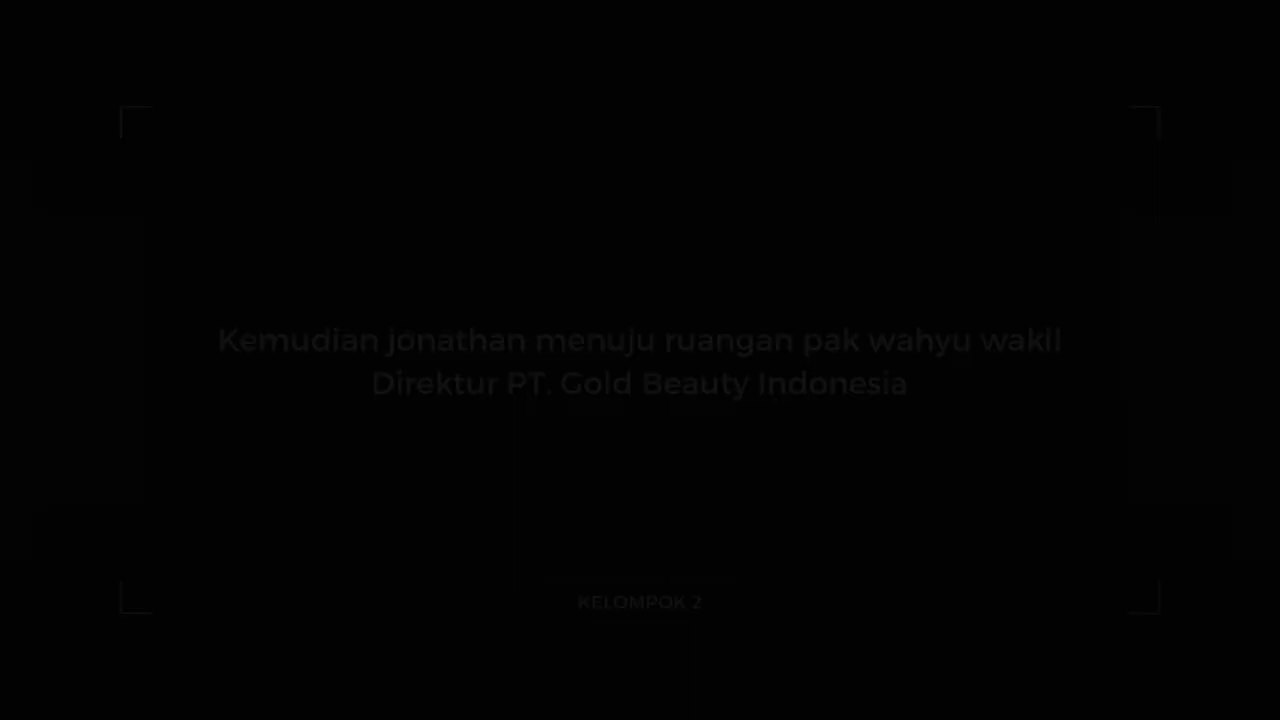 Kemudian jonathan menuju ruangan pak wahyu wakil
Direktur PT. Gold Beauty Indonesia
KELOMPOK 2